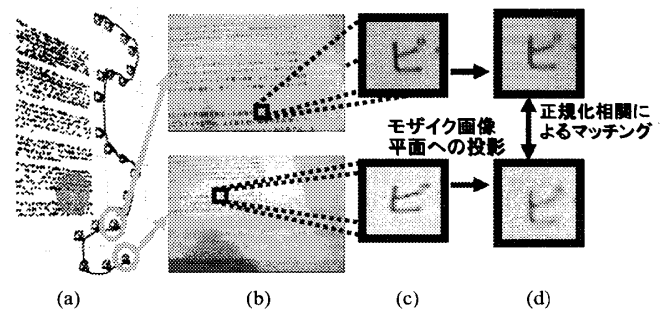 ピ
ピ
正規化相関に
よるマッチング
モザイク画像
平面への投影
ピ
ピ
(a)
(b)
(c)
(d)